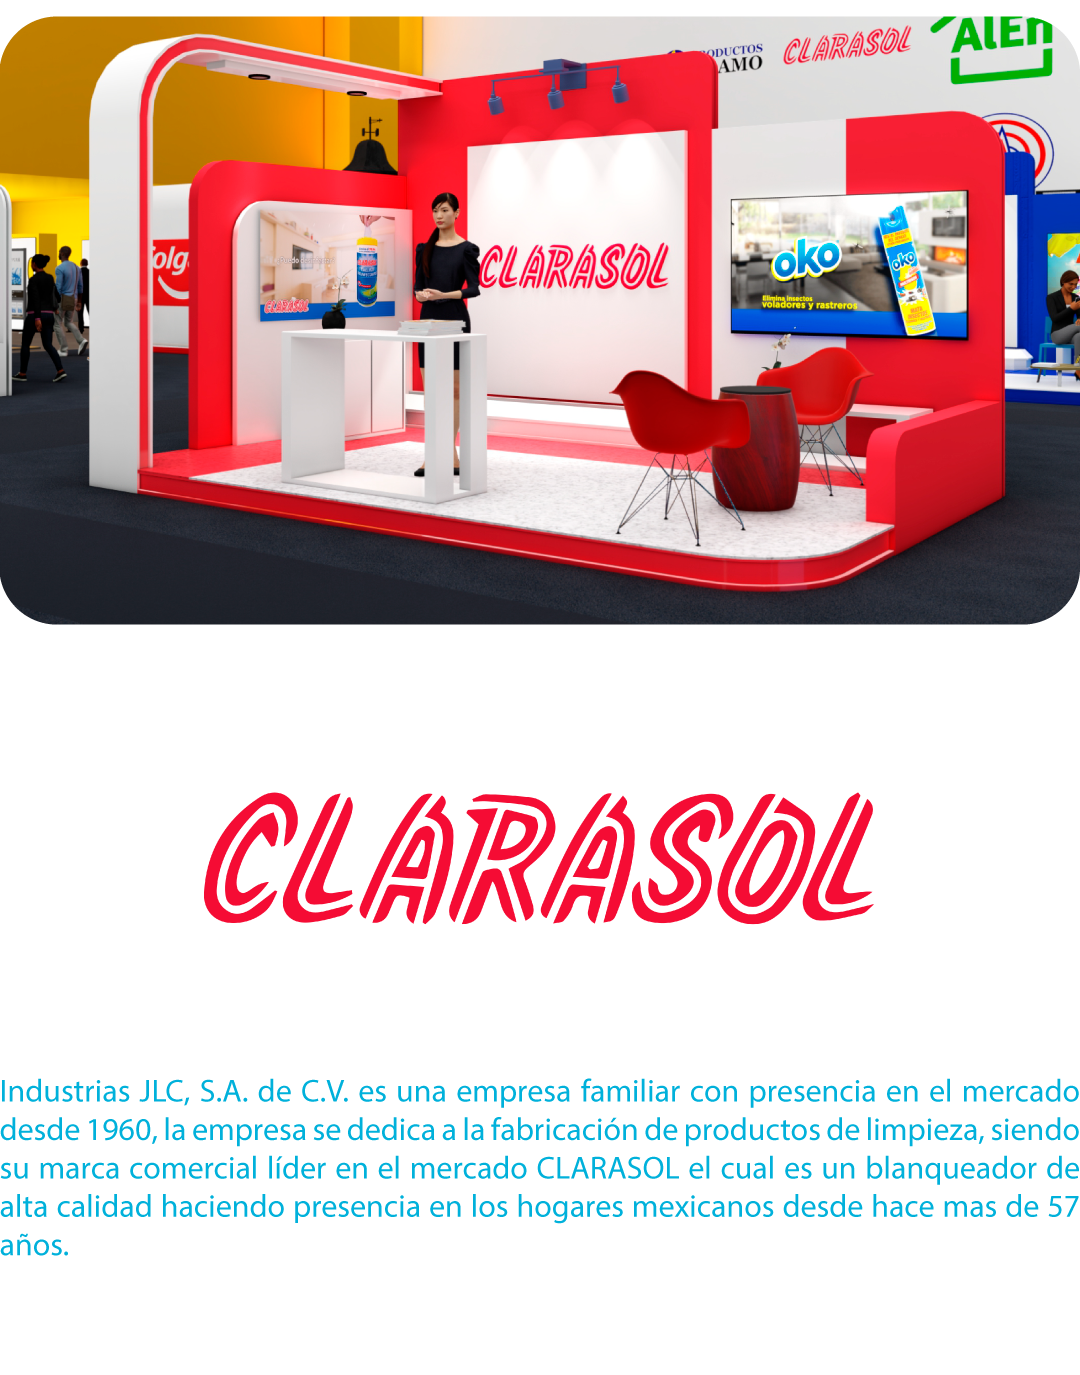 PRODUCTOS
AMO
CLARASOL
AlEn
olg
CLARASOL
CLARASOL
oko
oko
Elimina insectos
voladores y rastreros
CLARASOL
Industrias JLC, S.A. de C.V. es una empresa familiar con presencia en el mercado
desde 1960, la empresa se dedica a la fabricación de productos de limpieza, siendo
su marca comercial líder en el mercado CLARASOL el cual es un blanqueador de
alta calidad haciendo presencia en los hogares mexicanos desde hace mas de 57
años.